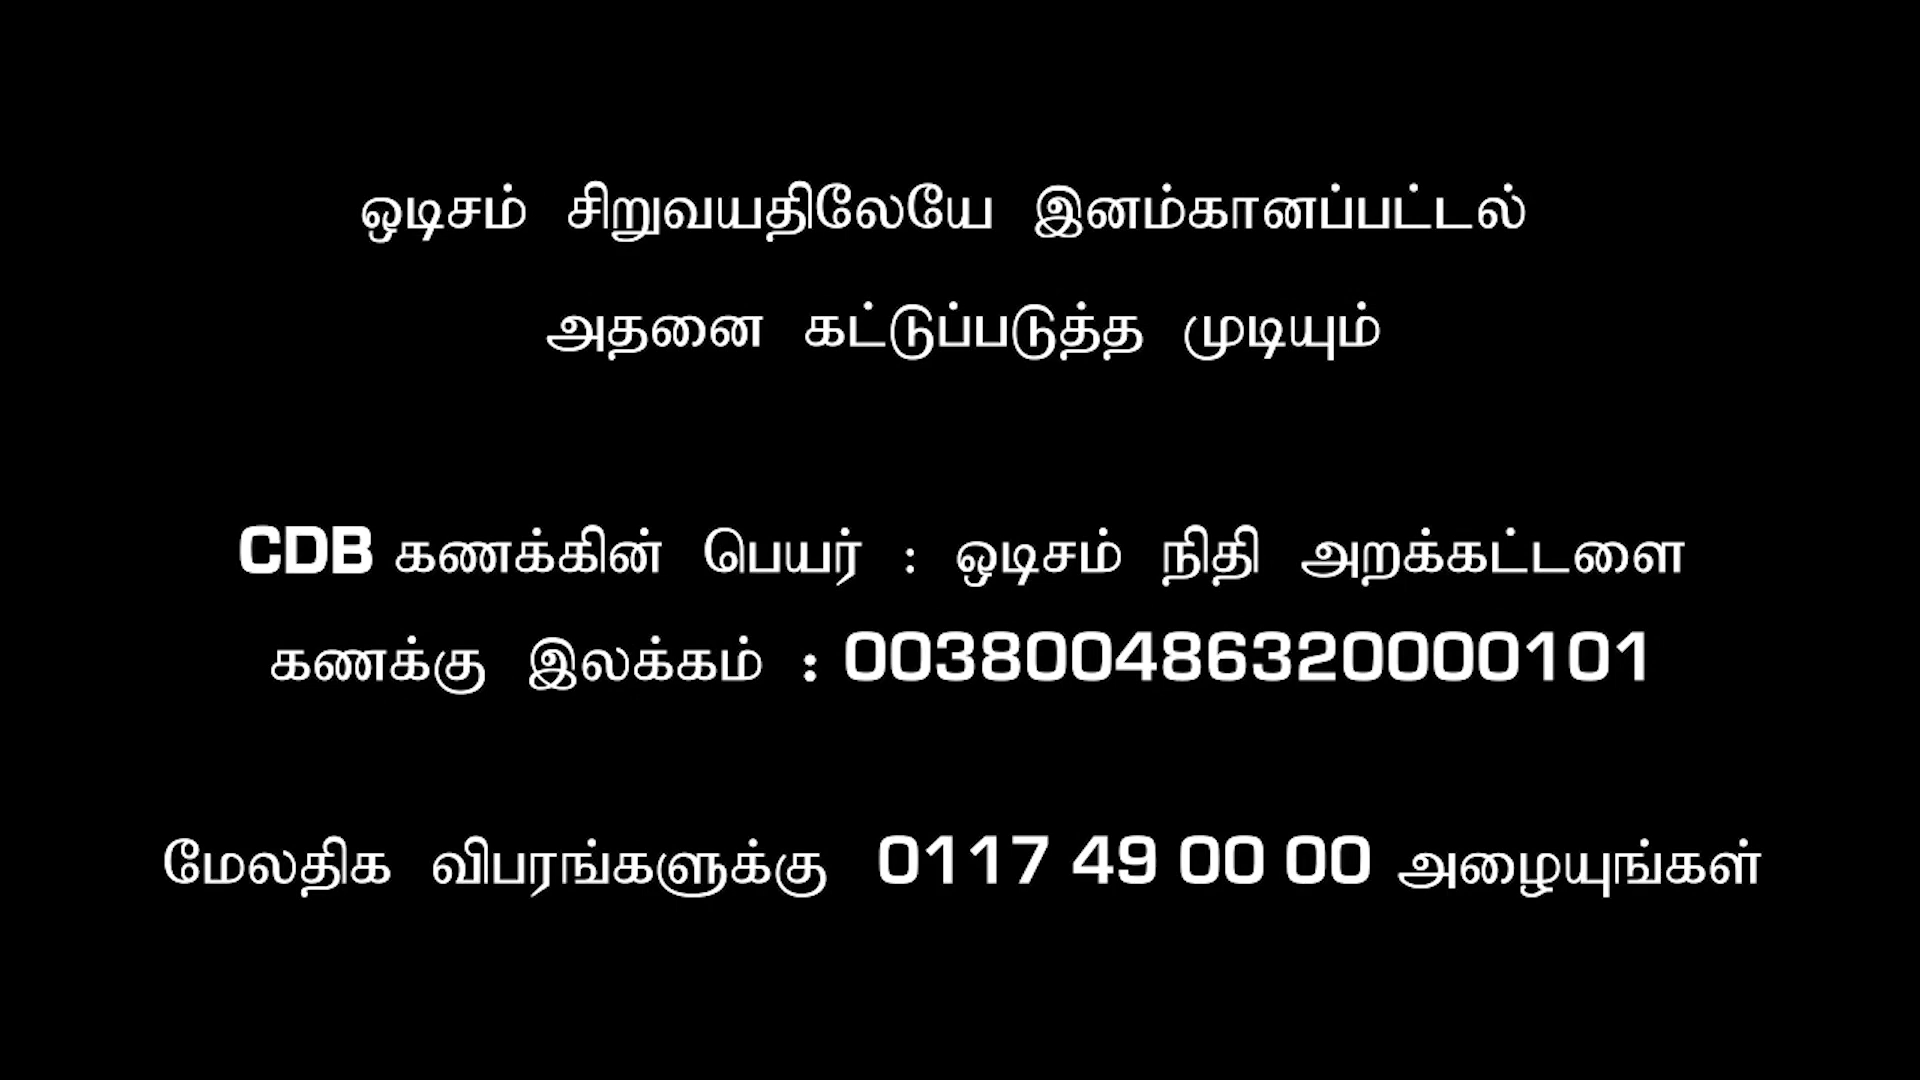 ஒடிசம் சிறுவயதிலேயே இனம்கானப்பட்டல்
அதனை கட்டுப்படுத்த முடியும்
CDB கணக்கின் பெயர் : ஒடிசம் நிதி அறக்கட்டளை
கணக்கு இலக்கம் : 003800486320000101
மேலதிக விபரங்களுக்கு 0117 49 00 00 அழையுங்கள்